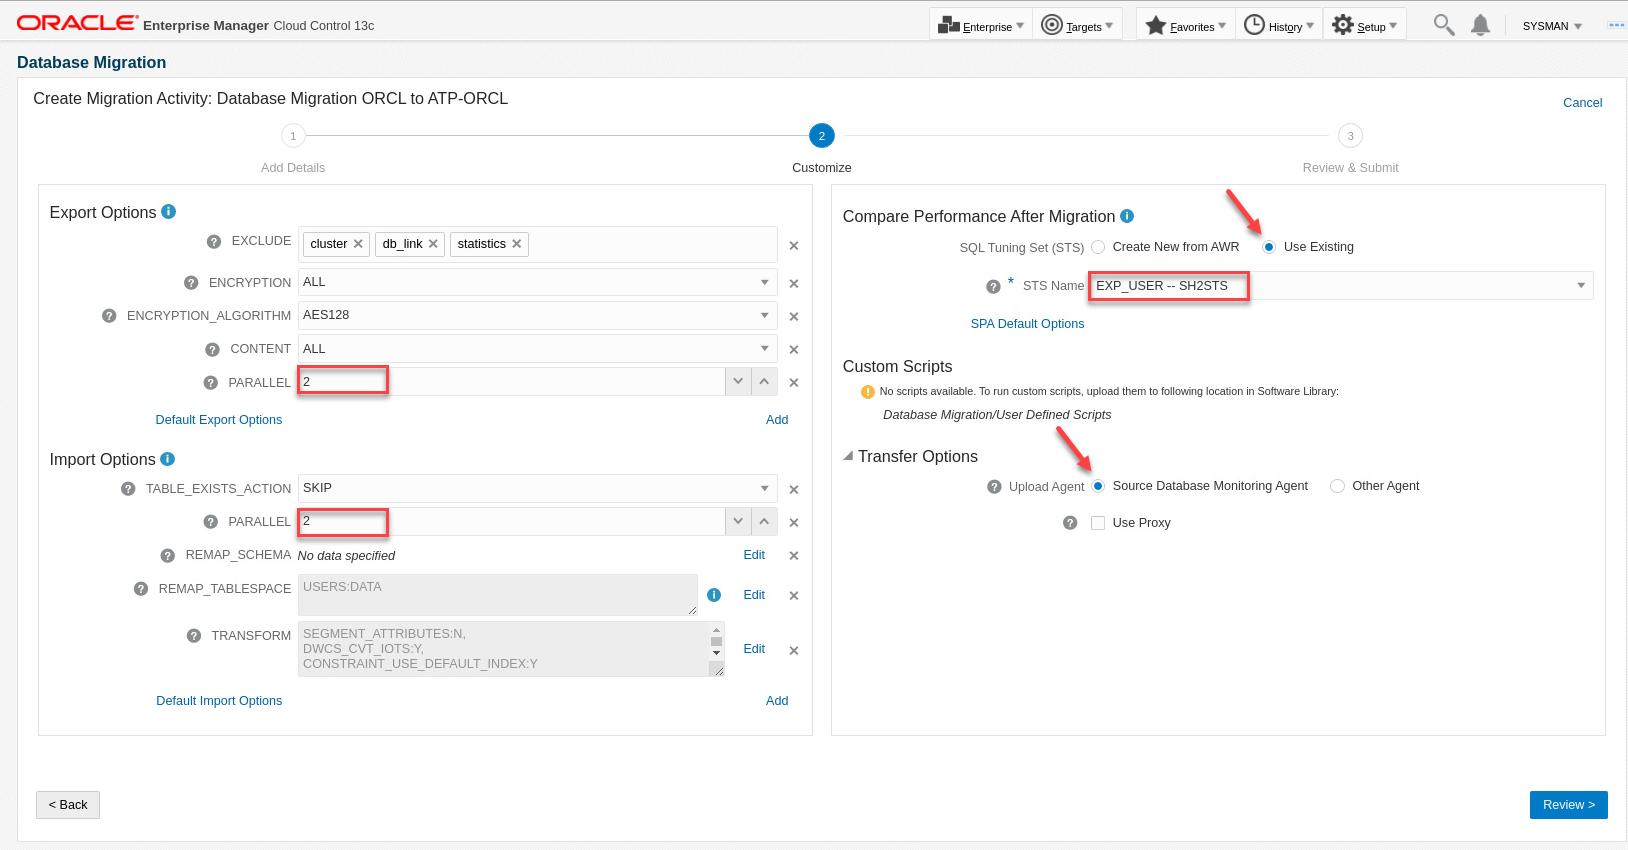 ORACLE Enterprise Manager Cloud Control 13c
Enterprise Targets Favorites History Setup SYSMAN
Database Migration
Create Migration Activity: Database Migration ORCL to ATP-ORCL
Cancel
1 2 3
Add Details Customize Review & Submit
Export Options
EXCLUDE cluster db_link statistics
ENCRYPTION ALL
ENCRYPTION_ALGORITHM AES128
CONTENT ALL
PARALLEL 2
Default Export Options Add
Import Options
TABLE_EXISTS_ACTION SKIP
PARALLEL 2
REMAP_SCHEMA No data specified Edit
REMAP_TABLESPACE USERS:DATA Edit
TRANSFORM SEGMENT_ATTRIBUTES:N,
DWCS_CVT_IOTS:Y, Edit
CONSTRAINT_USE_DEFAULT_INDEX:Y
Default Import Options Add
Compare Performance After Migration
SQL Tuning Set (STS) Create New from AWR Use Existing
* STS Name EXP_USER -- SH2STS
SPA Default Options
Custom Scripts
No scripts available. To run custom scripts, upload them to following location in Software Library:
Database Migration/User Defined Scripts
Transfer Options
Upload Agent Source Database Monitoring Agent Other Agent
Use Proxy
< Back Review >